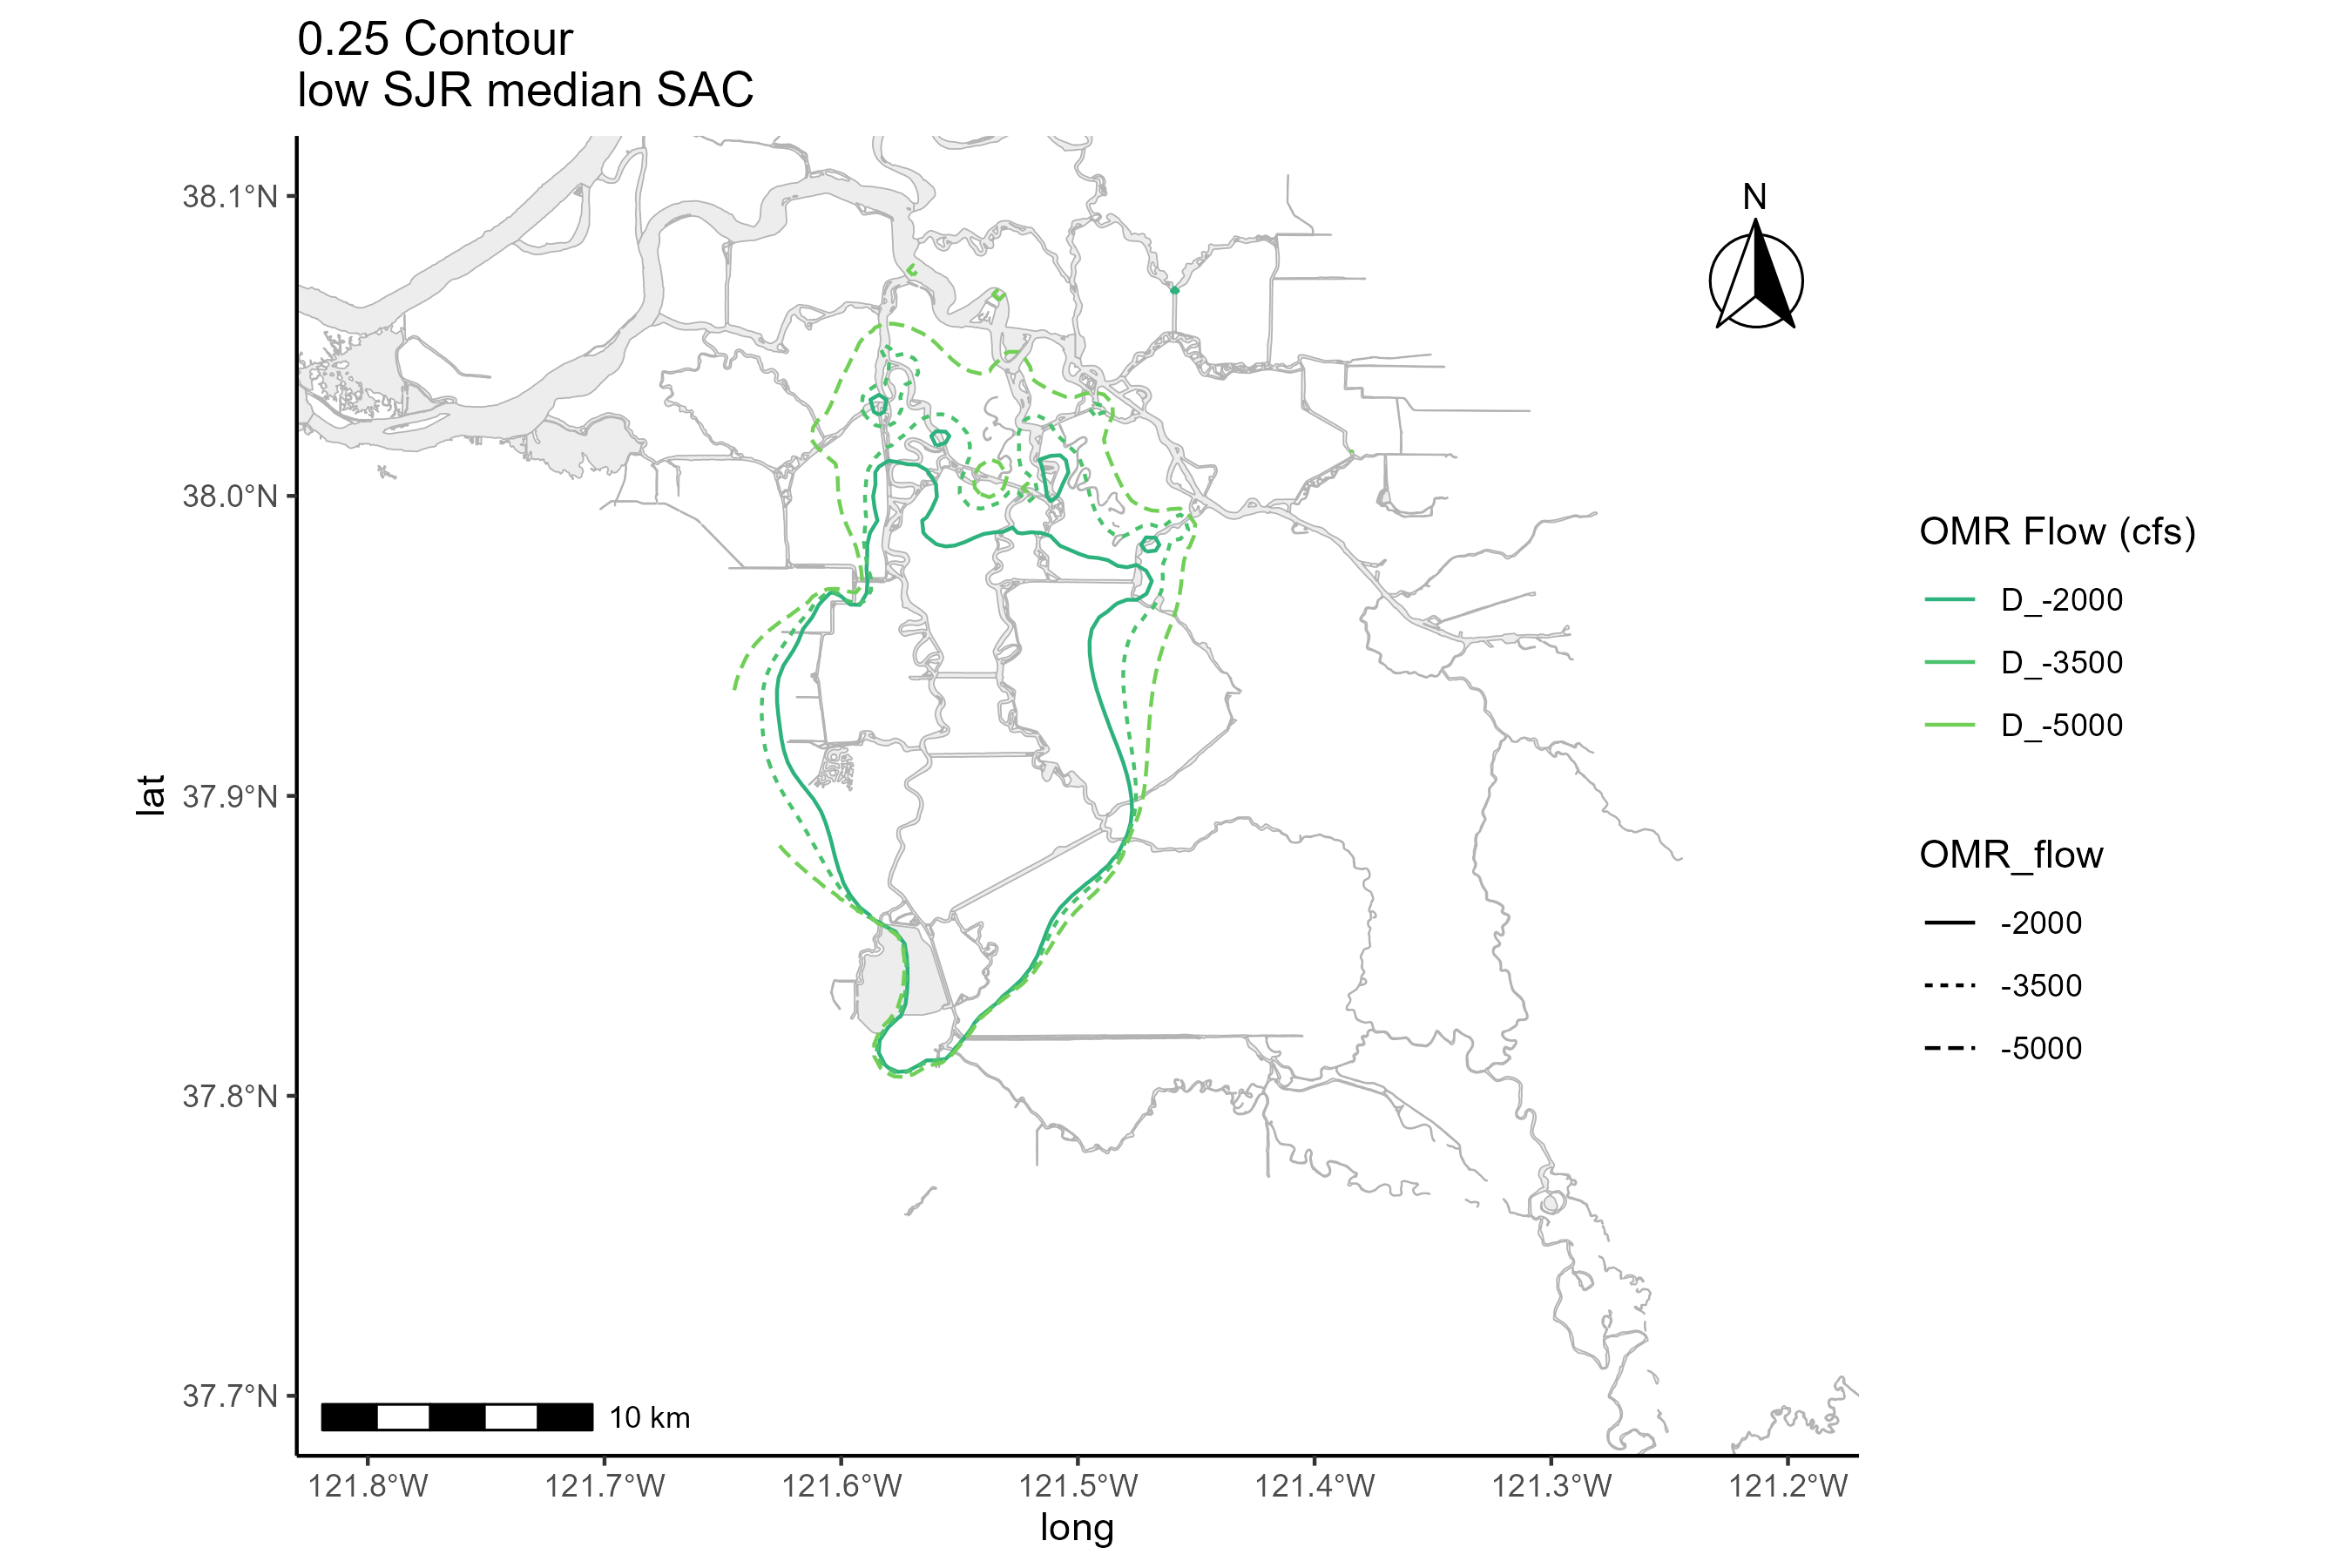 0.25 Contour
low SJR median SAC
N
38.1°N
38.0°N
37.9°N
37.8°N
37.7°N
lat
10 km
121.8°W
121.7°W
121.6°W
121.5°W
121.4°W
121.3°W
121.2°W
long
OMR Flow (cfs)
D_-2000
D_-3500
D_-5000
OMR_flow
-2000
-3500
-5000